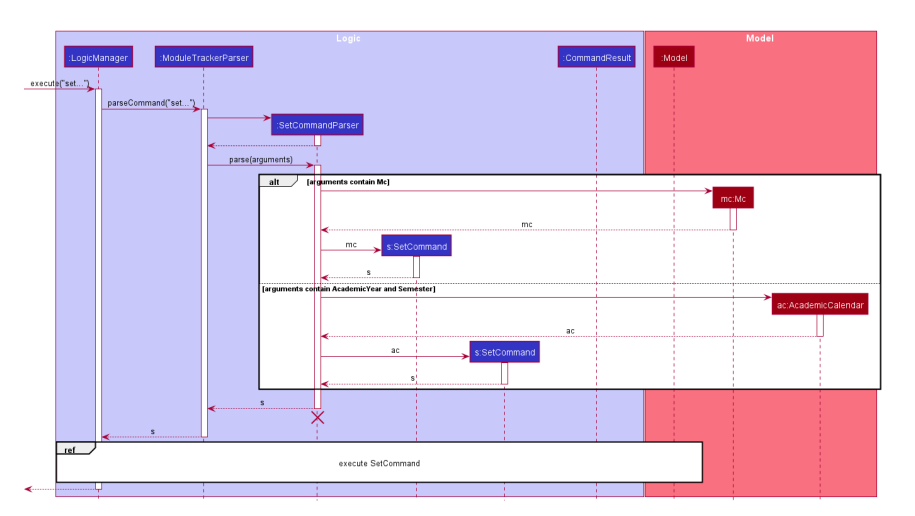 Logic
Model
:LogicManager
:ModuleTrackerParser
:CommandResult
:Model
execute("set...")
parseCommand("set...")
:SetCommandParser
parse(arguments)
alt
[arguments contain Mc]
mc:Mc
mc
mc
s:SetCommand
s
[arguments contain AcademicYear and Semester]
ac:AcademicCalendar
ac
ac
s:SetCommand
s
s
s
ref
execute SetCommand